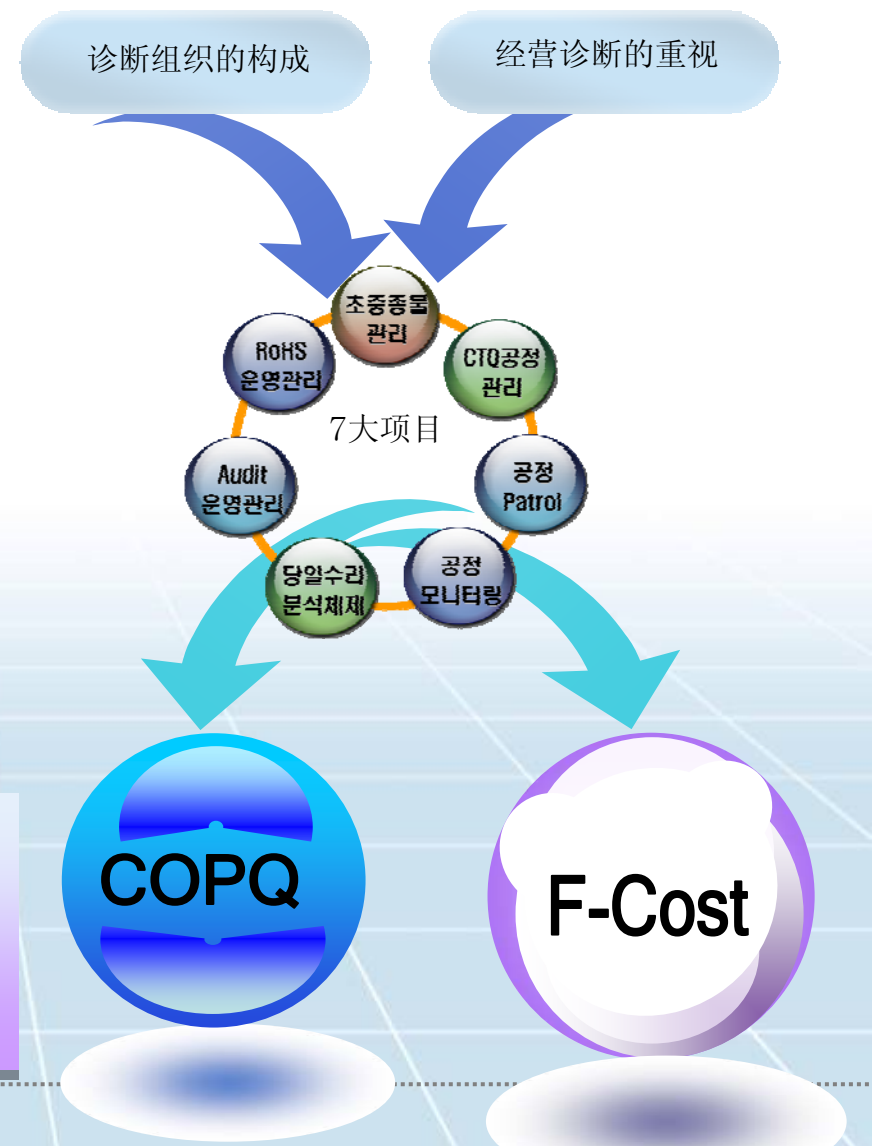 诊断组织的构成
经营诊断的重视
초중종물
관리
RoHS
운영관리
CTQ공정
관리
7大项目
Audit
운영관리
공정
Patrol
당일수리
분석체제
공정
모니터링
COPQ
F-Cost